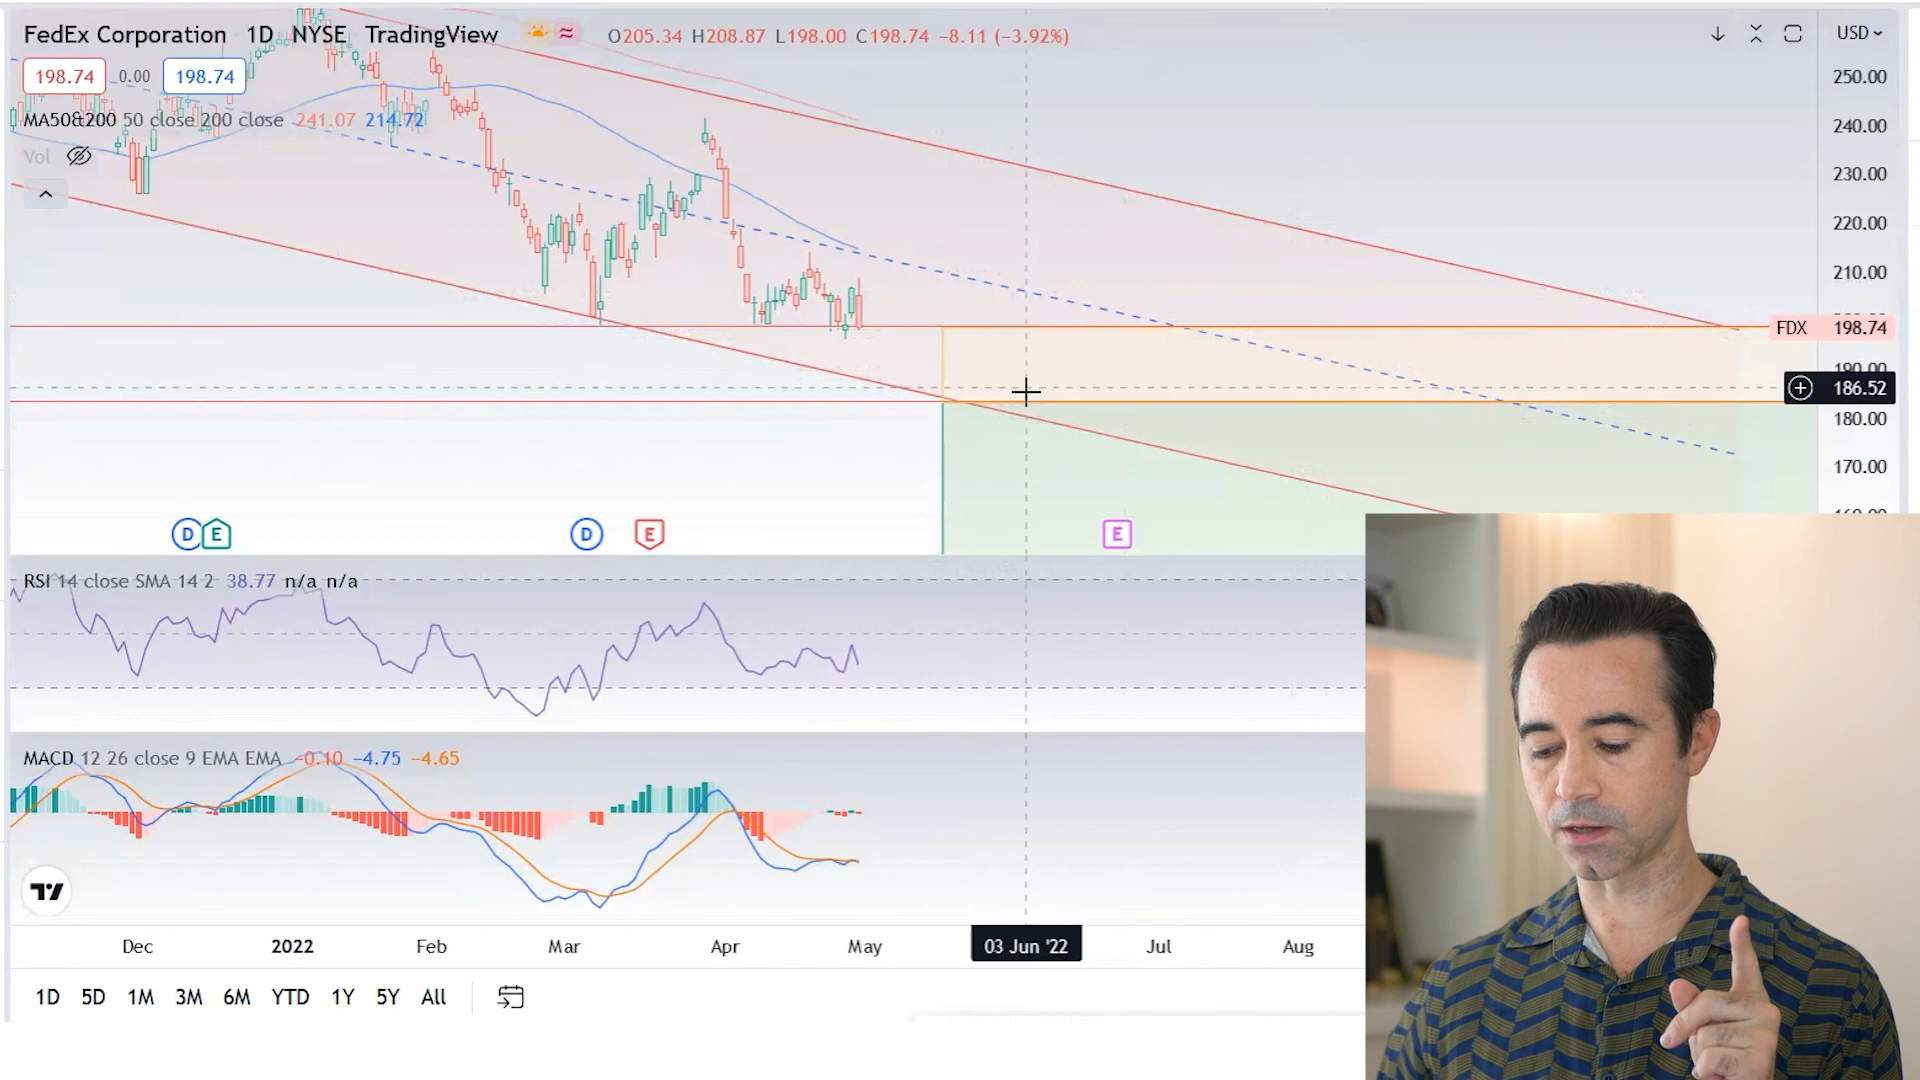 FedEx Corporation 1D NYSE TradingView
O205.34 H208.87 L198.00 C198.74 −8.11 (−3.92%)
USD
198.74 0.00 198.74
MA50&200 50 close 200 close 241.07 214.72
Vol
250.00
240.00
230.00
220.00
210.00
FDX 198.74
190.00
186.52
180.00
170.00
160.00
D E D E E
RSI 14 close SMA 14 2 38.77 n/a n/a
MACD 12 26 close 9 EMA EMA −0.10 −4.75 −4.65
Dec 2022 Feb Mar Apr May 03 Jun '22 Jul Aug
1D 5D 1M 3M 6M YTD 1Y 5Y All